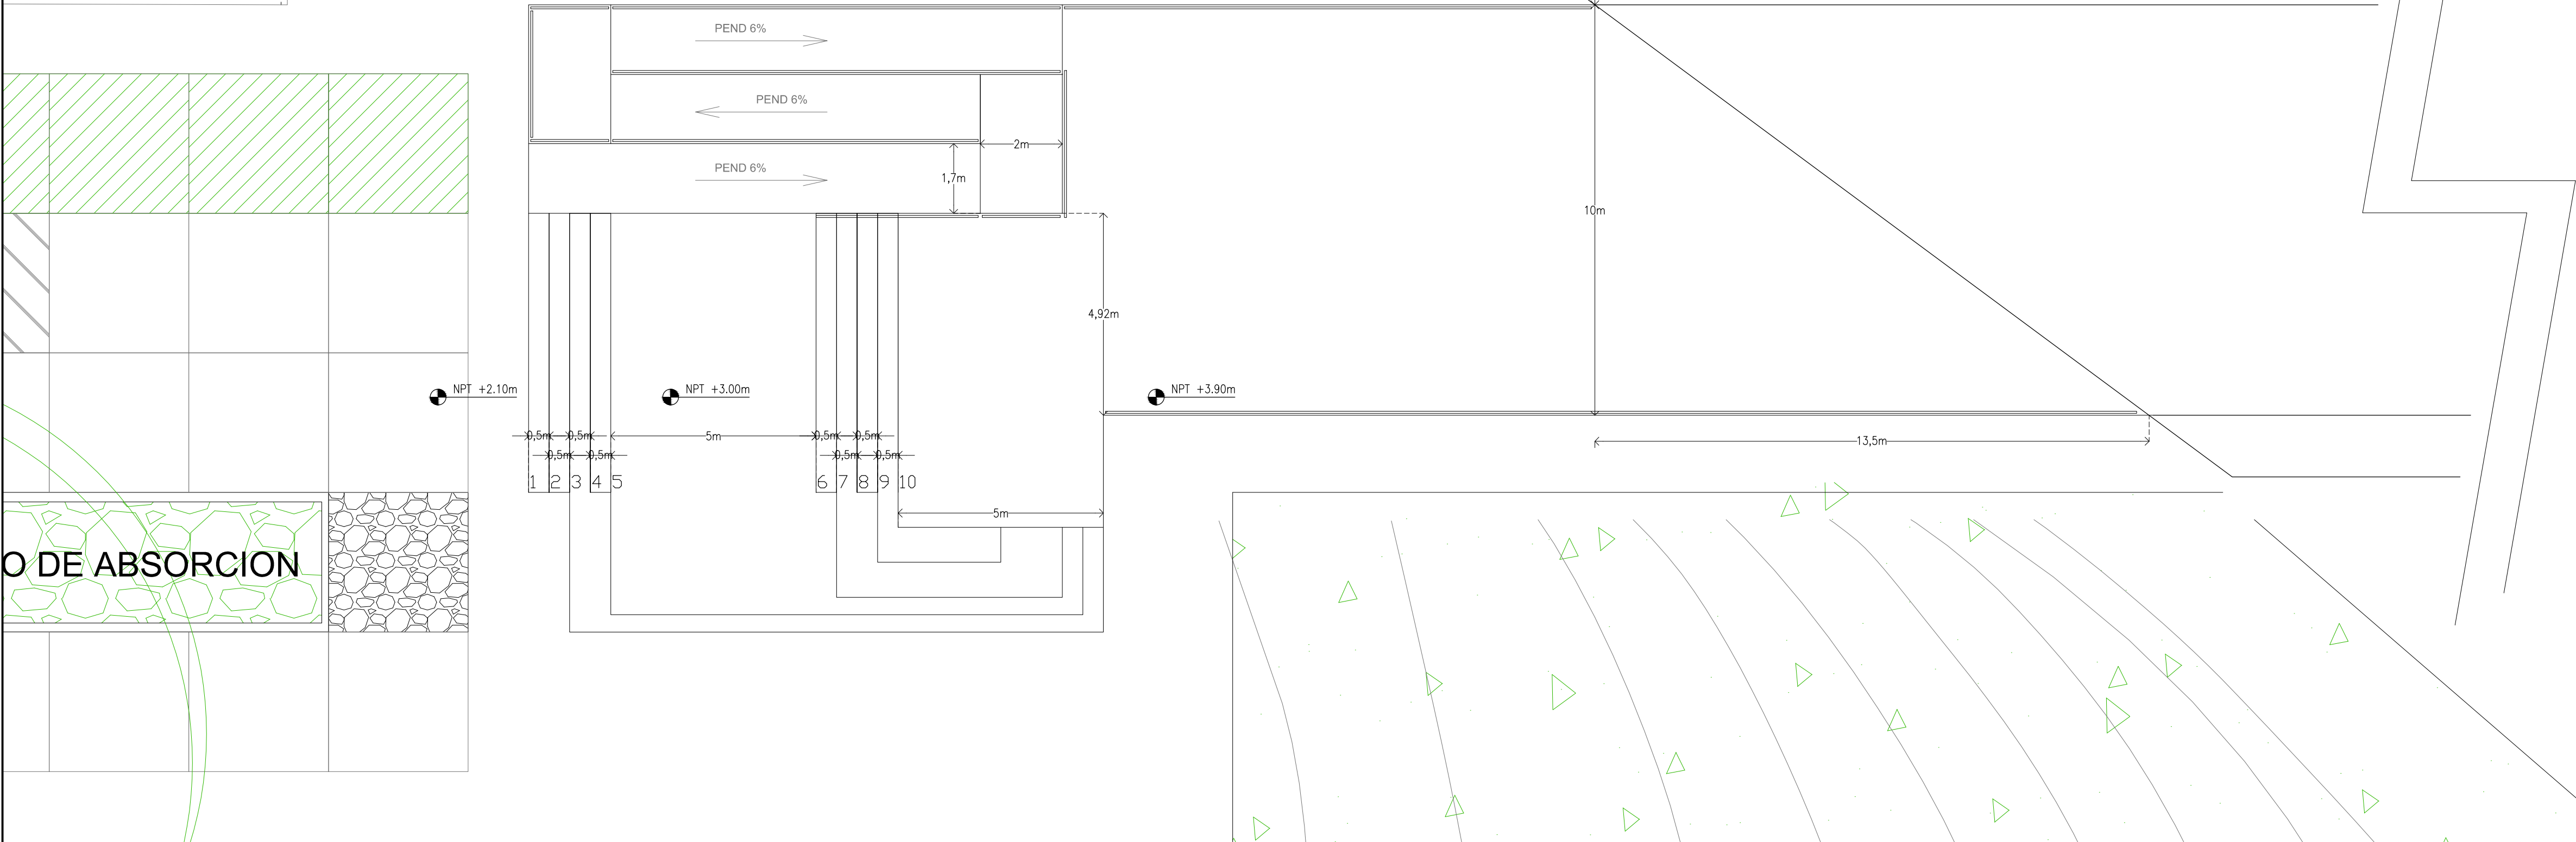 PEND 6%
PEND 6%
2m
PEND 6%
1,7m
10m
4,92m
NPT +2.10m
NPT +3.00m
NPT +3.90m
0,5m
0,5m
5m
0,5m
0,5m
13,5m
0,5m
0,5m
0,5m
0,5m
1 2 3 4 5
6 7 8 9 10
5m
O DE ABSORCION